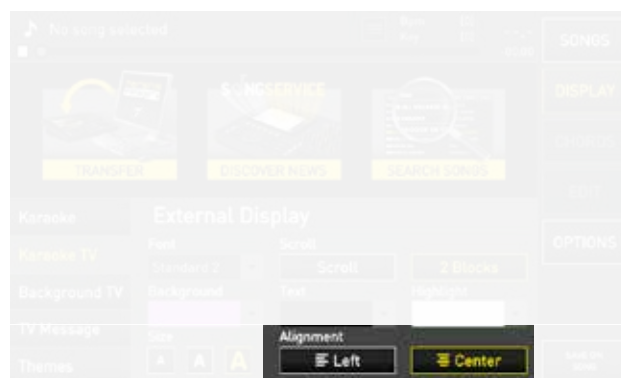 No song selected
SONGS
DISPLAY
SONGSERVICE
TRANSFER
DISCOVER NEWS
SEARCH SONGS
External Display
OPTIONS
Karaoke
Font
Scroll
Karaoke TV
Standard 2
Scroll
2 Blocks
Background TV
Background
Text
Highlight
TV Message
Size
Alignment
Themes
A A A
Left
Center